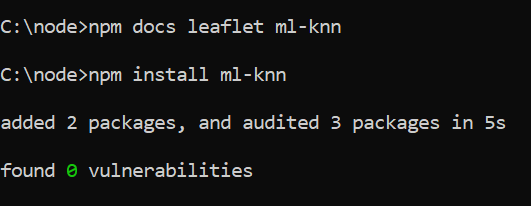 C:\node>npm docs leaflet ml-knn
C:\node>npm install ml-knn
added 2 packages, and audited 3 packages in 5s
found 0 vulnerabilities